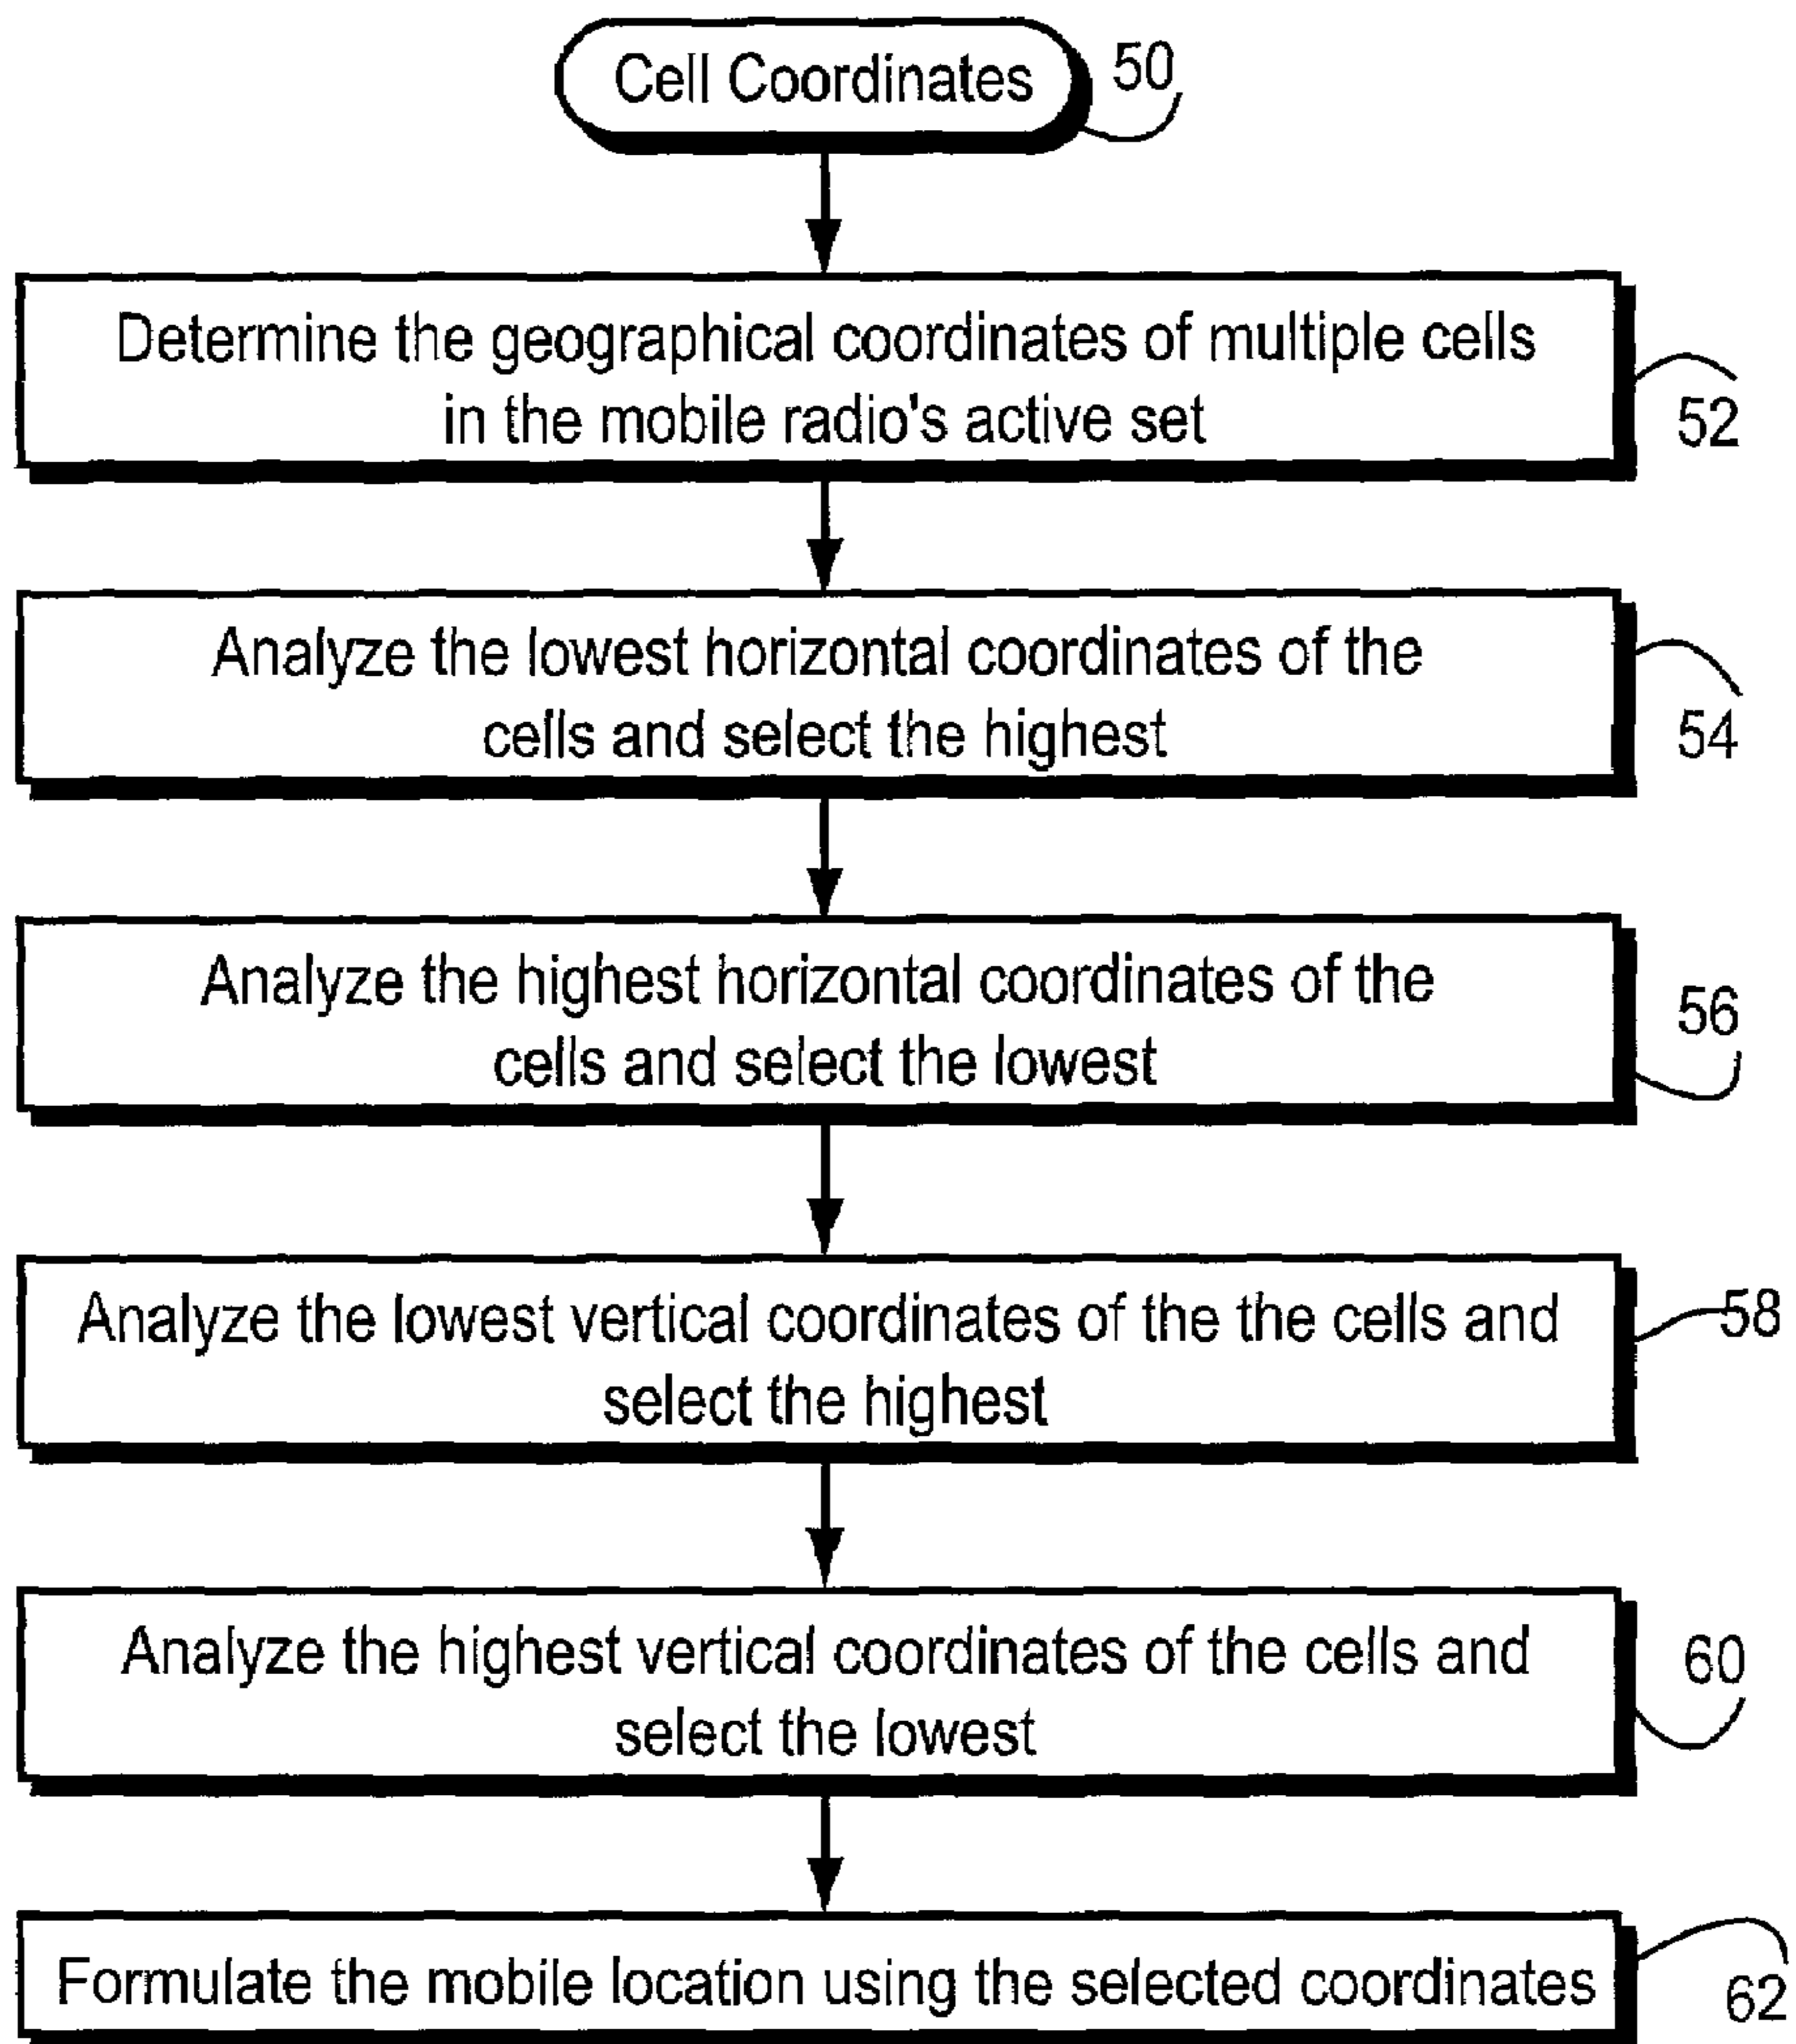 Cell Coordinates
50
Determine the geographical coordinates of multiple cells
in the mobile radio's active set
52
Analyze the lowest horizontal coordinates of the
cells and select the highest
54
Analyze the highest horizontal coordinates of the
cells and select the lowest
56
Analyze the lowest vertical coordinates of the the cells and
select the highest
58
Analyze the highest vertical coordinates of the cells and
select the lowest
60
Formulate the mobile location using the selected coordinates
62